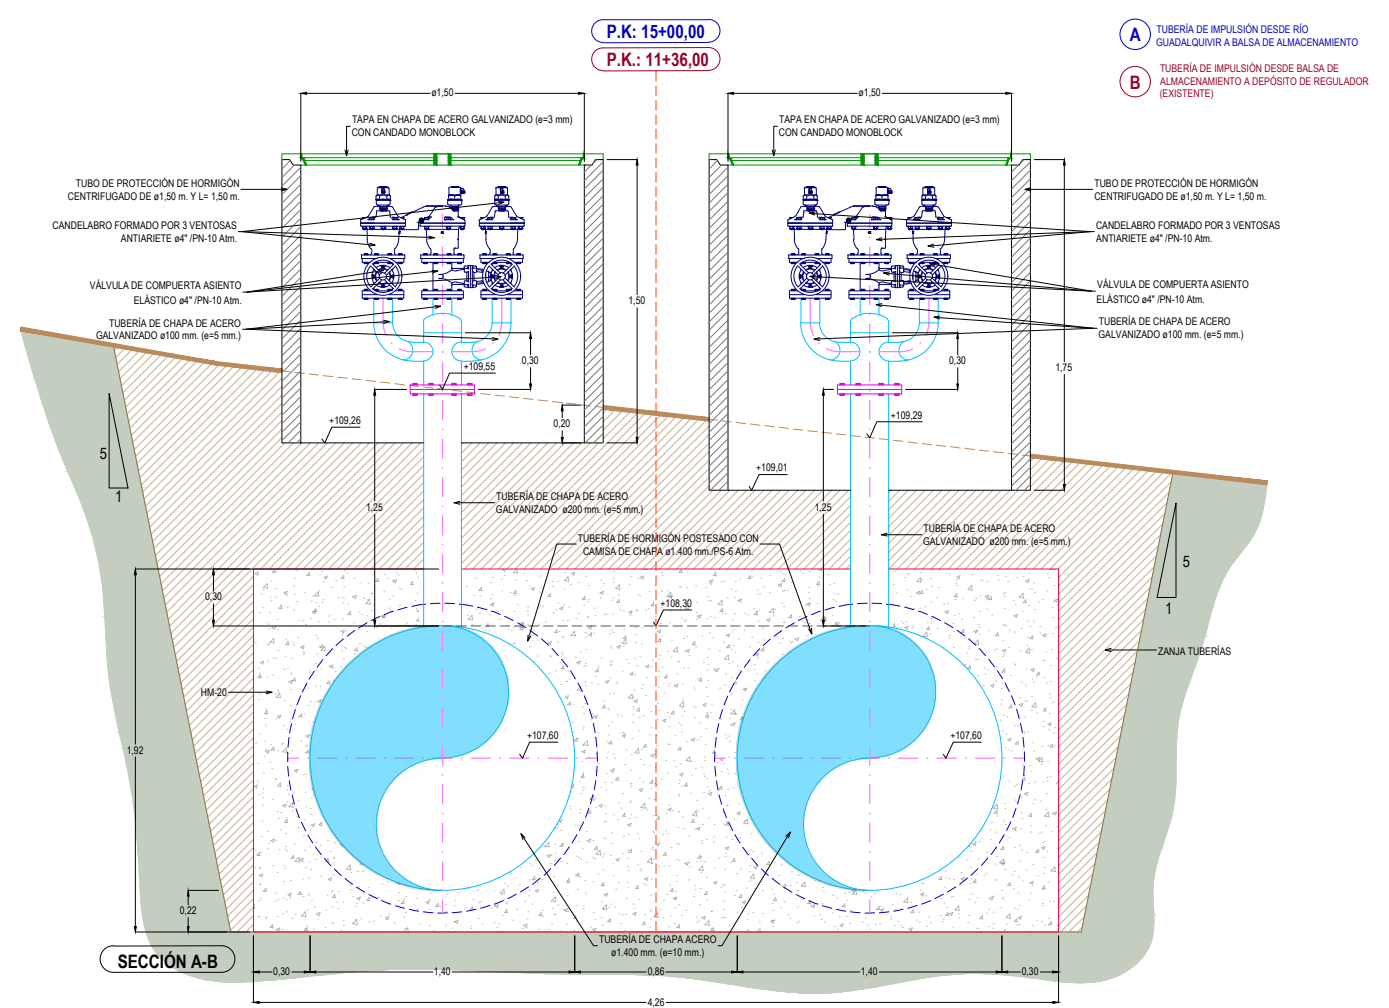 P.K: 15+00,00
P.K.: 11+36,00
A
TUBERÍA DE IMPULSIÓN DESDE RÍO
GUADALQUIVIR A BALSA DE ALMACENAMIENTO
B
TUBERÍA DE IMPULSIÓN DESDE BALSA DE
ALMACENAMIENTO A DEPÓSITO DE REGULADOR
(EXISTENTE)
ø1,50
TAPA EN CHAPA DE ACERO GALVANIZADO (e=3 mm)
CON CANDADO MONOBLOCK
TUBO DE PROTECCIÓN DE HORMIGÓN
CENTRIFUGADO DE ø1,50 m. Y L= 1,50 m.
CANDELABRO FORMADO POR 3 VENTOSAS
ANTIARIETE ø4" /PN-10 Atm.
VÁLVULA DE COMPUERTA ASIENTO
ELÁSTICO ø4" /PN-10 Atm.
TUBERÍA DE CHAPA DE ACERO
GALVANIZADO ø100 mm. (e=5 mm.)
1,50
0,30
+109,55
+109,26
0,20
5
1
1,25
TUBERÍA DE CHAPA DE ACERO
GALVANIZADO ø200 mm. (e=5 mm.)
ø1,50
TAPA EN CHAPA DE ACERO GALVANIZADO (e=3 mm)
CON CANDADO MONOBLOCK
TUBO DE PROTECCIÓN DE HORMIGÓN
CENTRIFUGADO DE ø1,50 m. Y L= 1,50 m.
CANDELABRO FORMADO POR 3 VENTOSAS
ANTIARIETE ø4" /PN-10 Atm.
VÁLVULA DE COMPUERTA ASIENTO
ELÁSTICO ø4" /PN-10 Atm.
TUBERÍA DE CHAPA DE ACERO
GALVANIZADO ø100 mm. (e=5 mm.)
0,30
1,75
+109,29
+109,01
1,25
TUBERÍA DE CHAPA DE ACERO
GALVANIZADO ø200 mm. (e=5 mm.)
5
1
TUBERÍA DE HORMIGÓN POSTESADO CON
CAMISA DE CHAPA ø1.400 mm./PS-6 Atm.
0,30
+108,30
ZANJA TUBERÍAS
HM-20
1,92
+107,60
+107,60
0,22
TUBERÍA DE CHAPA ACERO
ø1.400 mm. (e=10 mm.)
SECCIÓN A-B
0,30
1,40
0,86
1,40
0,30
4,26